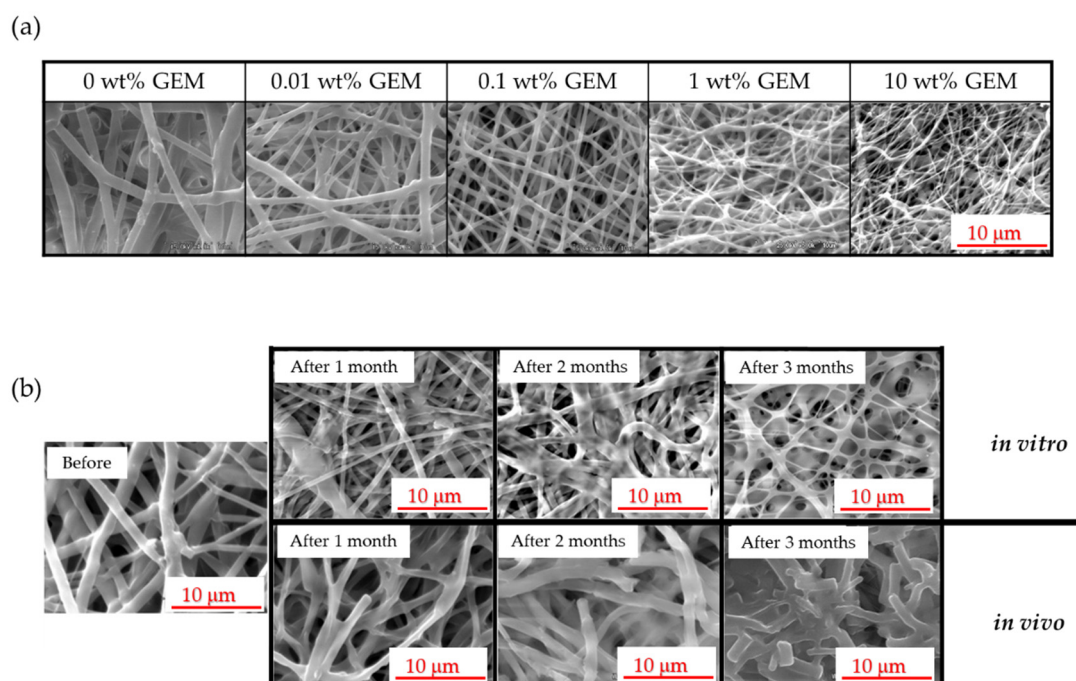 (a)
0 wt% GEM 0.01 wt% GEM 0.1 wt% GEM 1 wt% GEM 10 wt% GEM
10 µm
(b)
Before
10 µm
After 1 month After 2 months After 3 months
10 µm 10 µm 10 µm
in vitro
After 1 month After 2 months After 3 months
10 µm 10 µm 10 µm
in vivo